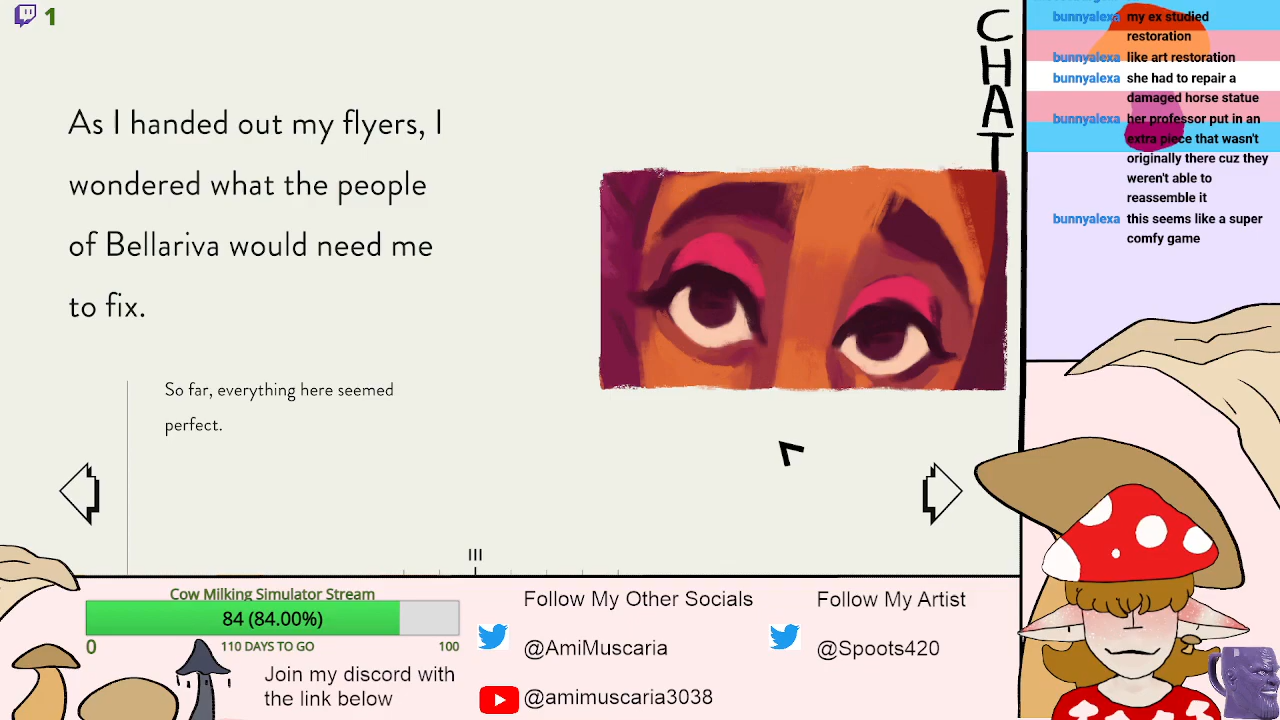 1
As I handed out my flyers, I
wondered what the people
of Bellariva would need me
to fix.
So far, everything here seemed
perfect.
III
CHAT
bunnyalexa my ex studied
restoration
bunnyalexa like art restoration
bunnyalexa she had to repair a
damaged horse statue
bunnyalexa her professor put in an
extra piece that wasn't
originally there cuz they
weren't able to
reassemble it
bunnyalexa this seems like a super
comfy game
Cow Milking Simulator Stream
84 (84.00%)
0 110 DAYS TO GO 100
Join my discord with
the link below
Follow My Other Socials
@AmiMuscaria
@amimuscaria3038
Follow My Artist
@Spoots420